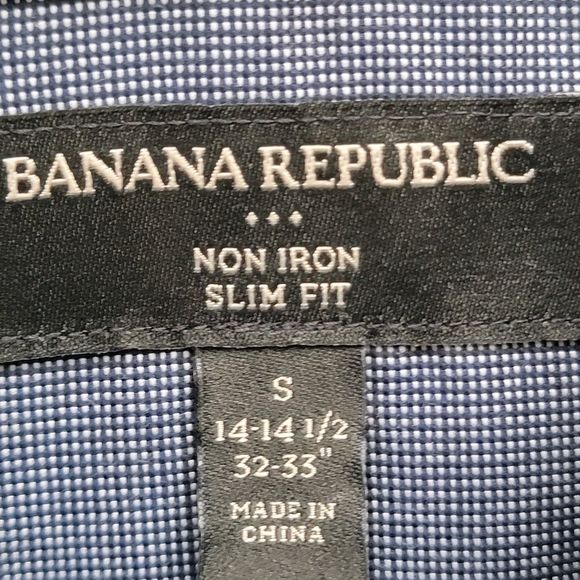 BANANA REPUBLIC
NON IRON
SLIM FIT
S
14-14 1/2
32-33"
MADE IN
CHINA